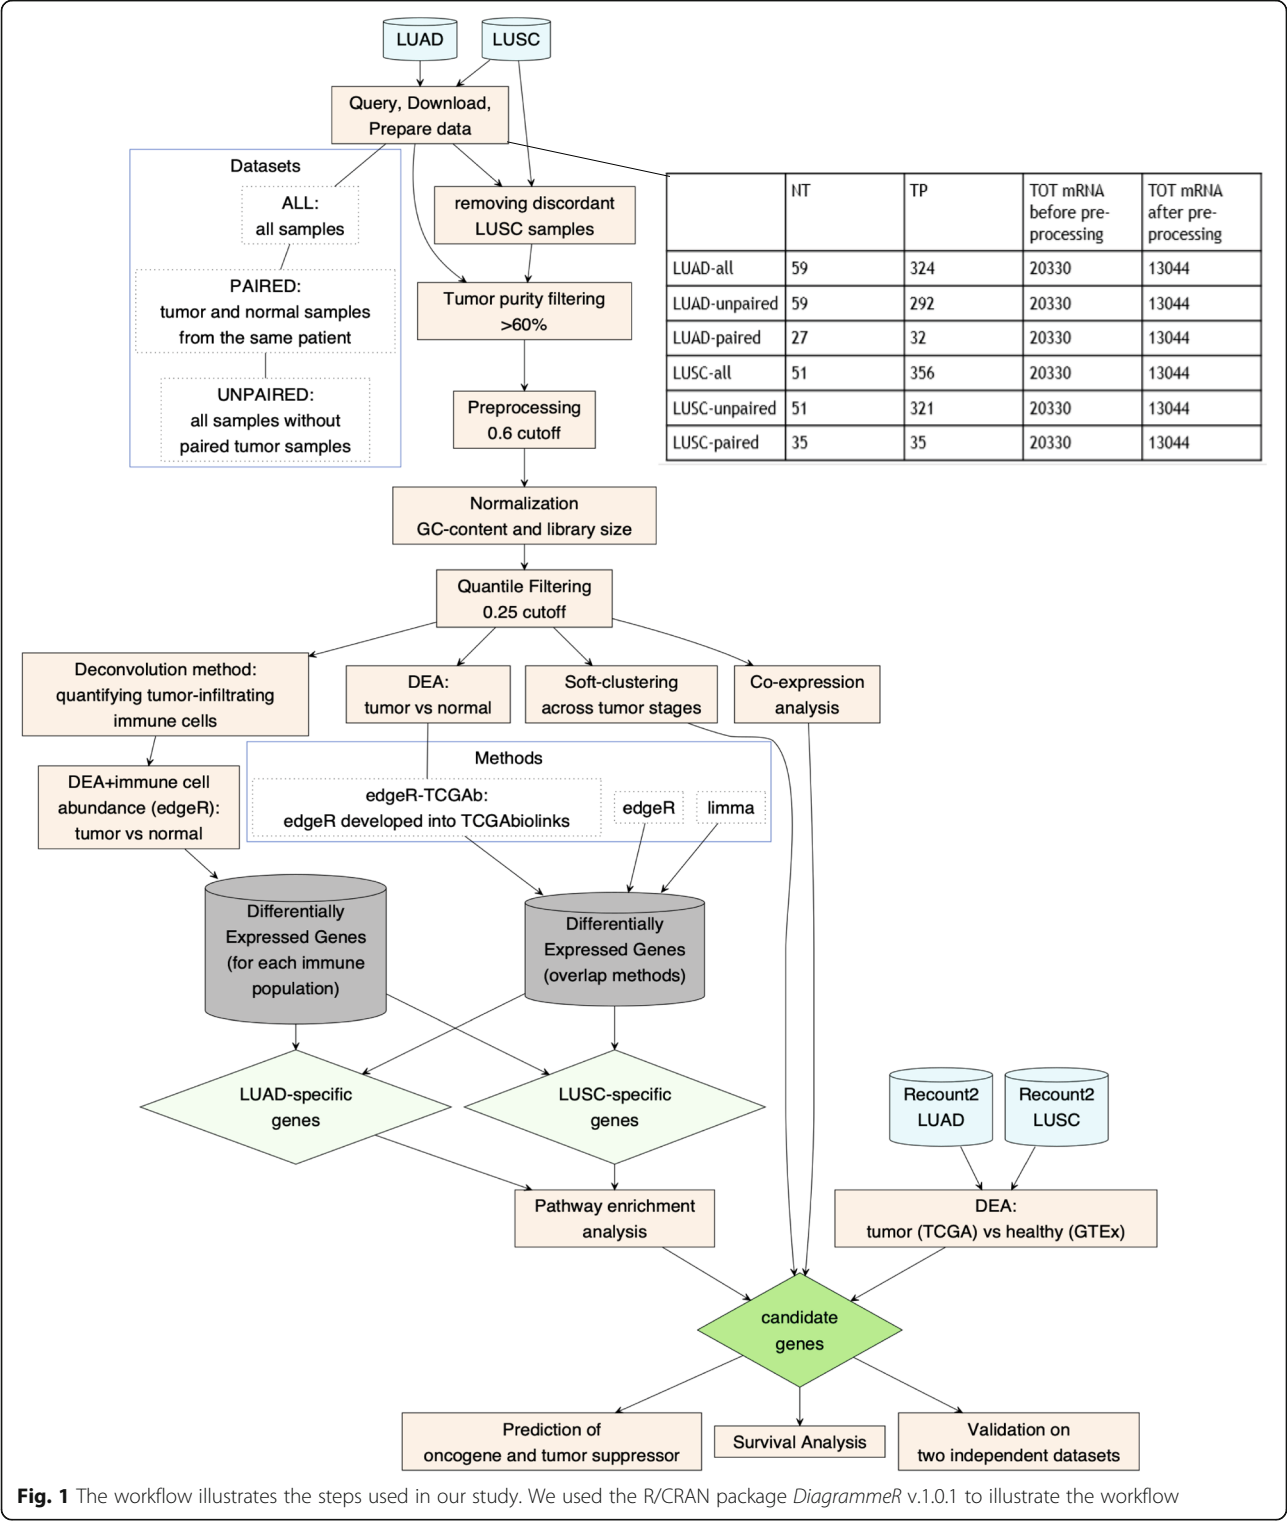 LUAD
LUSC
Query, Download,
Prepare data
Datasets
ALL:
all samples
PAIRED:
tumor and normal samples
from the same patient
UNPAIRED:
all samples without
paired tumor samples
removing discordant
LUSC samples
Tumor purity filtering
>60%
NT TP TOT mRNA before pre-processing TOT mRNA after pre-processing
LUAD-all 59 324 20330 13044
LUAD-unpaired 59 292 20330 13044
LUAD-paired 27 32 20330 13044
LUSC-all 51 356 20330 13044
LUSC-unpaired 51 321 20330 13044
LUSC-paired 35 35 20330 13044
Preprocessing
0.6 cutoff
Normalization
GC-content and library size
Quantile Filtering
0.25 cutoff
Deconvolution method:
quantifying tumor-infiltrating
immune cells
DEA:
tumor vs normal
Soft-clustering
across tumor stages
Co-expression
analysis
DEA+immune cell
abundance (edgeR):
tumor vs normal
Methods
edgeR-TCGAb:
edgeR developed into TCGAbiolinks
edgeR
limma
Differentially
Expressed Genes
(for each immune
population)
Differentially
Expressed Genes
(overlap methods)
LUAD-specific
genes
LUSC-specific
genes
Recount2
LUAD
Recount2
LUSC
Pathway enrichment
analysis
DEA:
tumor (TCGA) vs healthy (GTEx)
candidate
genes
Prediction of
oncogene and tumor suppressor
Survival Analysis
Validation on
two independent datasets
Fig. 1 The workflow illustrates the steps used in our study. We used the R/CRAN package DiagrammeR v.1.0.1 to illustrate the workflow